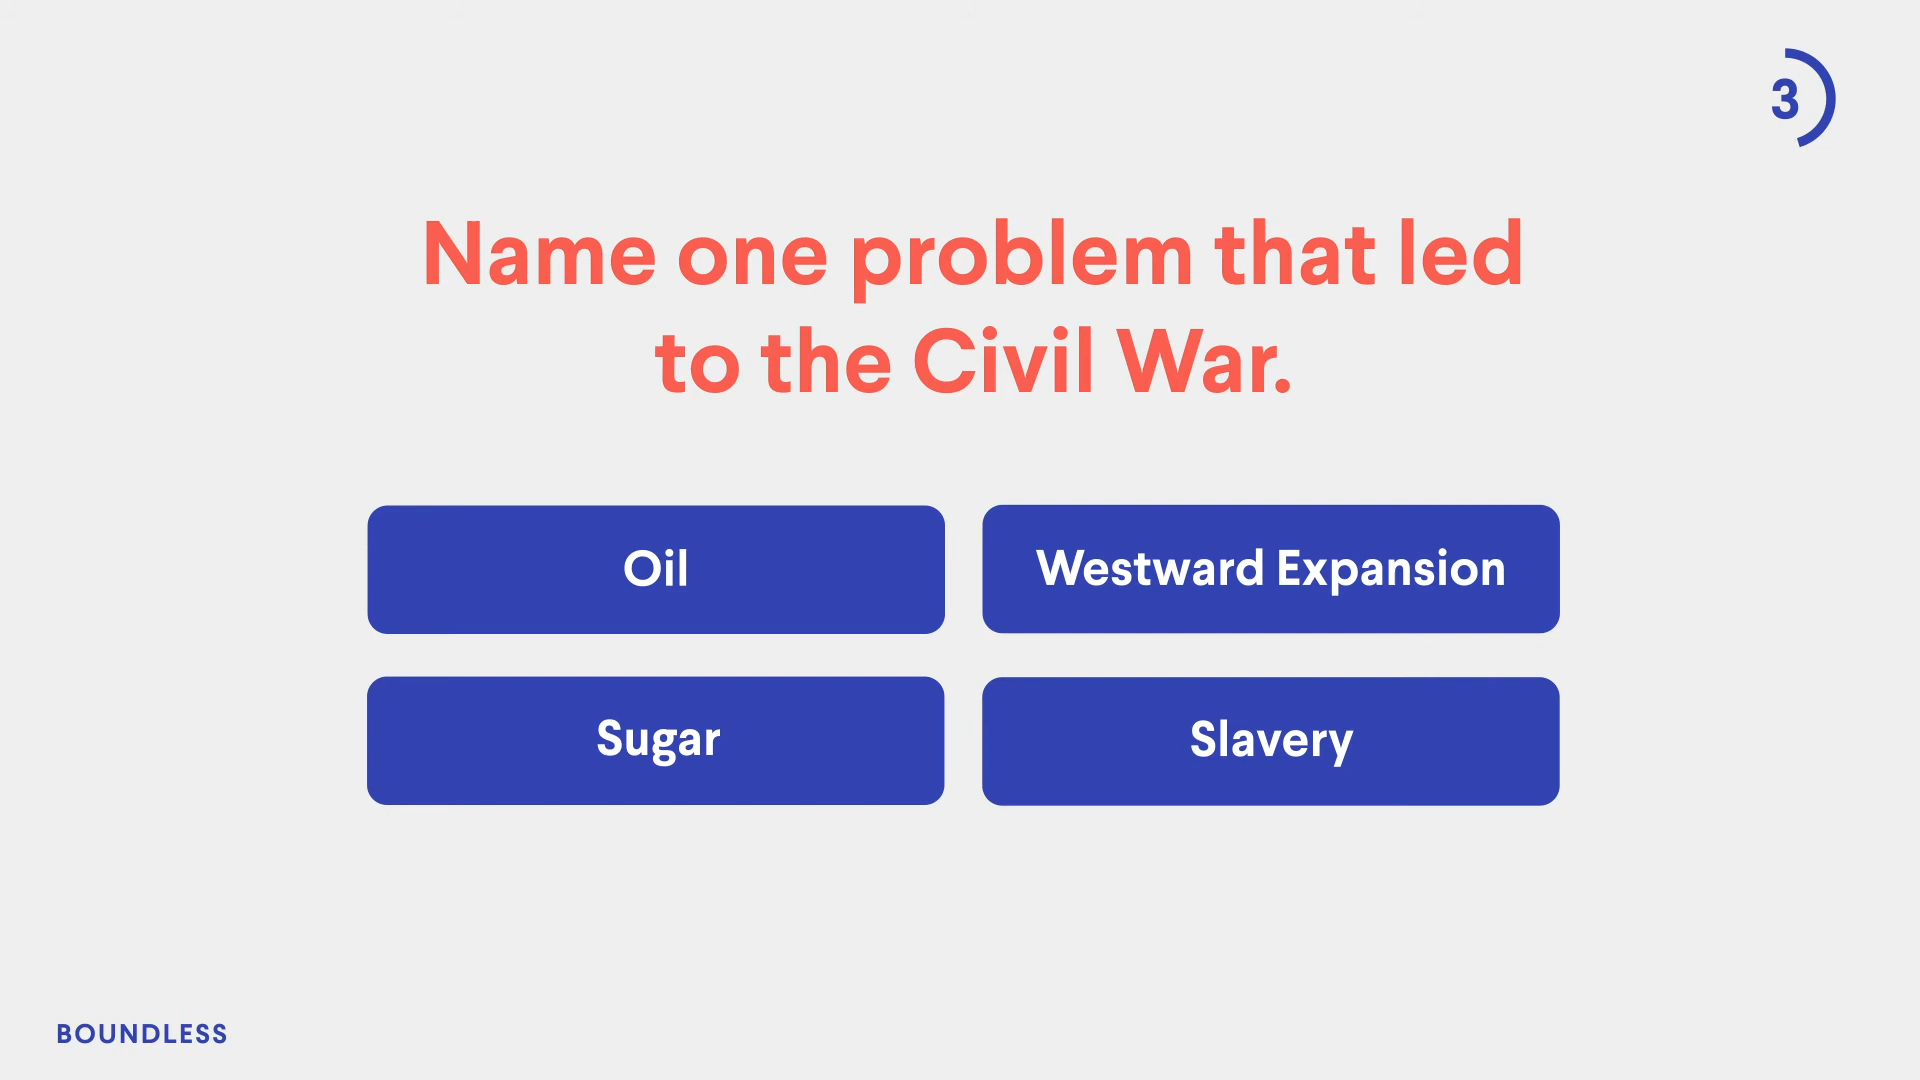 3
Name one problem that led
to the Civil War.
Oil
Westward Expansion
Sugar
Slavery
BOUNDLESS